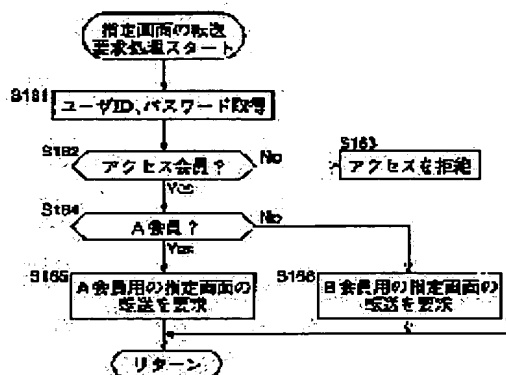 指定画面の転送
要求処理スタート
S161
ユーザID、パスワード取得
S162
アクセス会員？
No
S163
アクセスを拒絶
Yes
S164
A会員？
No
Yes
S165
A会員用の指定画面の
転送を要求
S166
B会員用の指定画面の
転送を要求
リターン